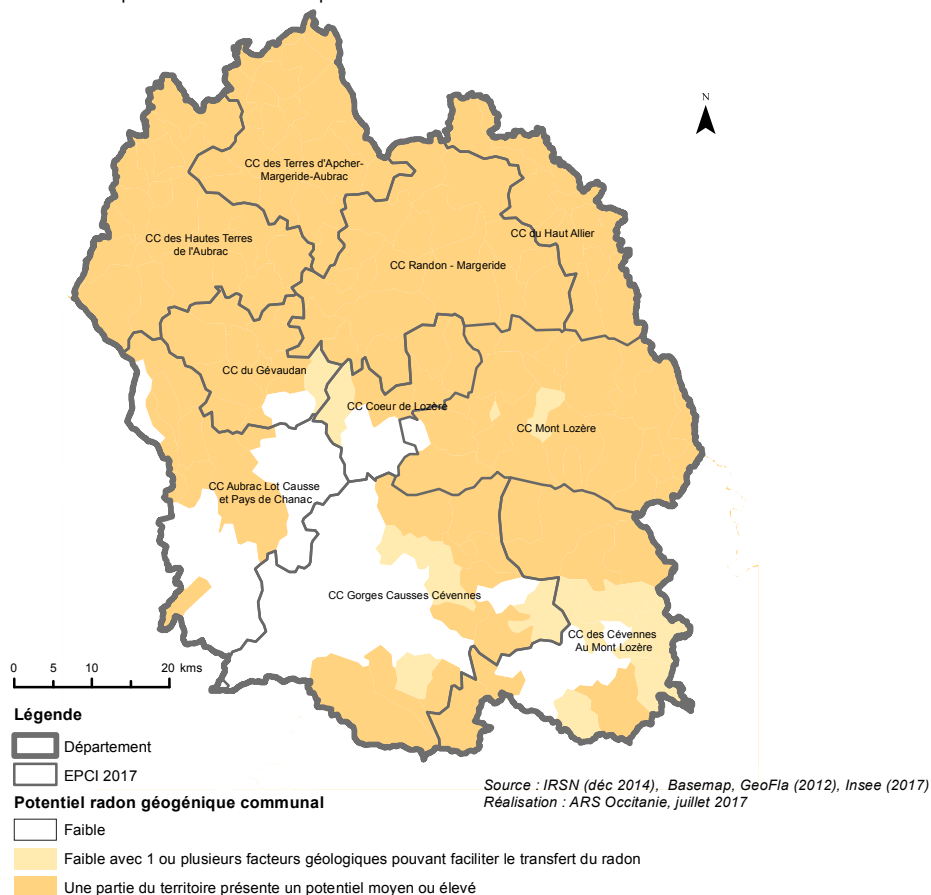 N
CC des Terres d'Apcher-
Margeride-Aubrac
CC des Hautes Terres
de l'Aubrac
CC du Haut Allier
CC Randon - Margeride
CC du Gévaudan
CC Coeur de Lozère
CC Mont Lozère
CC Aubrac Lot Causse
et Pays de Chanac
CC Gorges Causses Cévennes
CC des Cévennes
Au Mont Lozère
0 5 10 20 kms
Légende
Département
EPCI 2017
Source : IRSN (déc 2014), Basemap, GeoFla (2012), Insee (2017)
Réalisation : ARS Occitanie, juillet 2017
Potentiel radon géogénique communal
Faible
Faible avec 1 ou plusieurs facteurs géologiques pouvant faciliter le transfert du radon
Une partie du territoire présente un potentiel moyen ou élevé